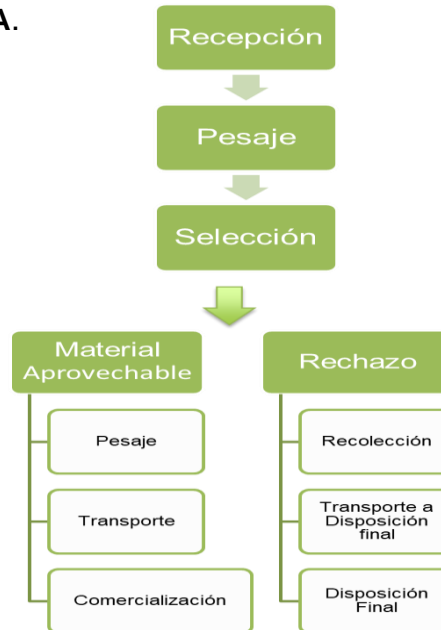 A.
Recepción
Pesaje
Selección
Material
Aprovechable
Pesaje
Transporte
Comercialización
Rechazo
Recolección
Transporte a
Disposición
final
Disposición
Final